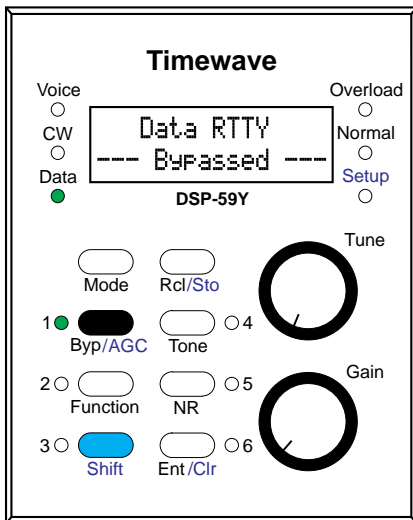 Timewave
Voice
Overload
CW
Data RTTY
Normal
Data
--- Bypassed ---
Setup
DSP-59Y
Tune
Mode
Rcl/Sto
1
4
Byp/AGC
Tone
Gain
2
5
Function
NR
3
6
Shift
Ent/Clr